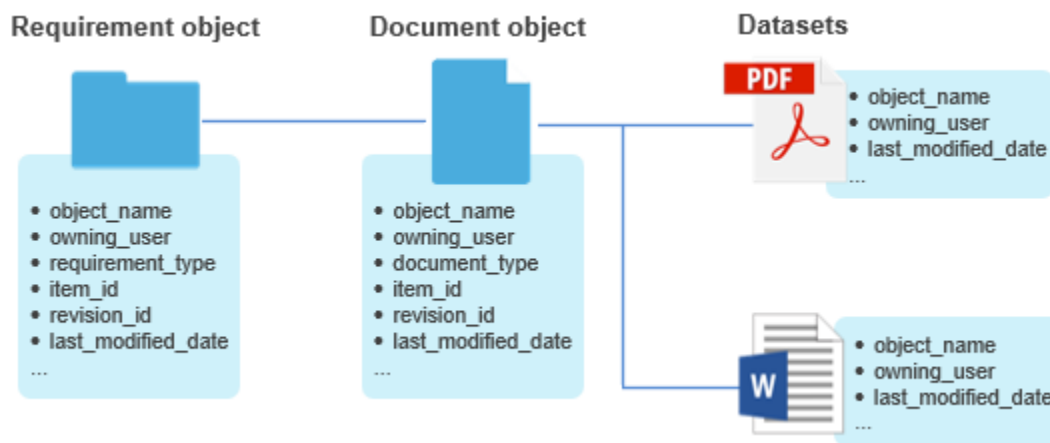 Requirement object
• object_name
• owning_user
• requirement_type
• item_id
• revision_id
• last_modified_date
...
Document object
• object_name
• owning_user
• document_type
• item_id
• revision_id
• last_modified_date
...
Datasets
PDF
• object_name
• owning_user
• last_modified_date
...
W
• object_name
• owning_user
• last_modified_date
...